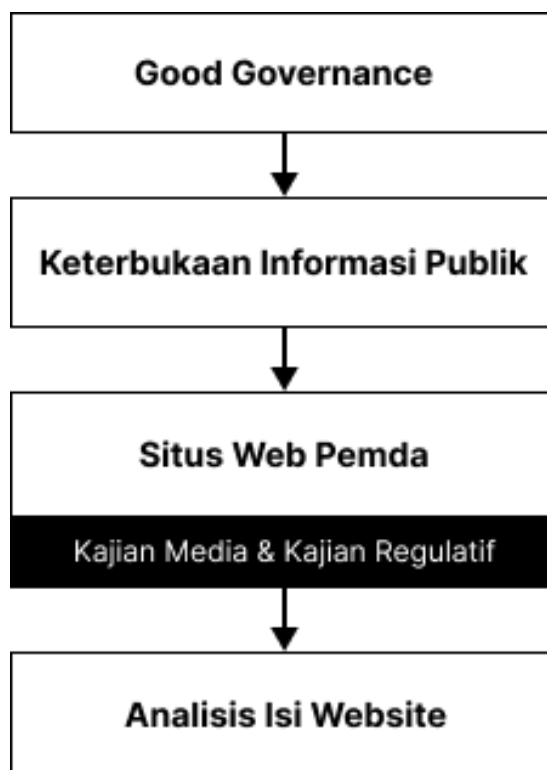 Good Governance
Keterbukaan Informasi Publik
Situs Web Pemda
Kajian Media & Kajian Regulatif
Analisis Isi Website